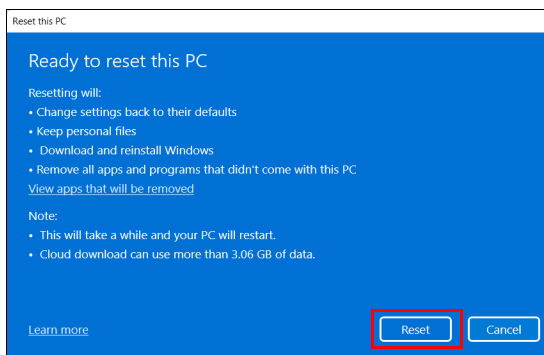 Reset this PC
Ready to reset this PC
Resetting will:
• Change settings back to their defaults
• Keep personal files
• Download and reinstall Windows
• Remove all apps and programs that didn't come with this PC
View apps that will be removed
Note:
• This will take a while and your PC will restart.
• Cloud download can use more than 3.06 GB of data.
Learn more
Reset
Cancel